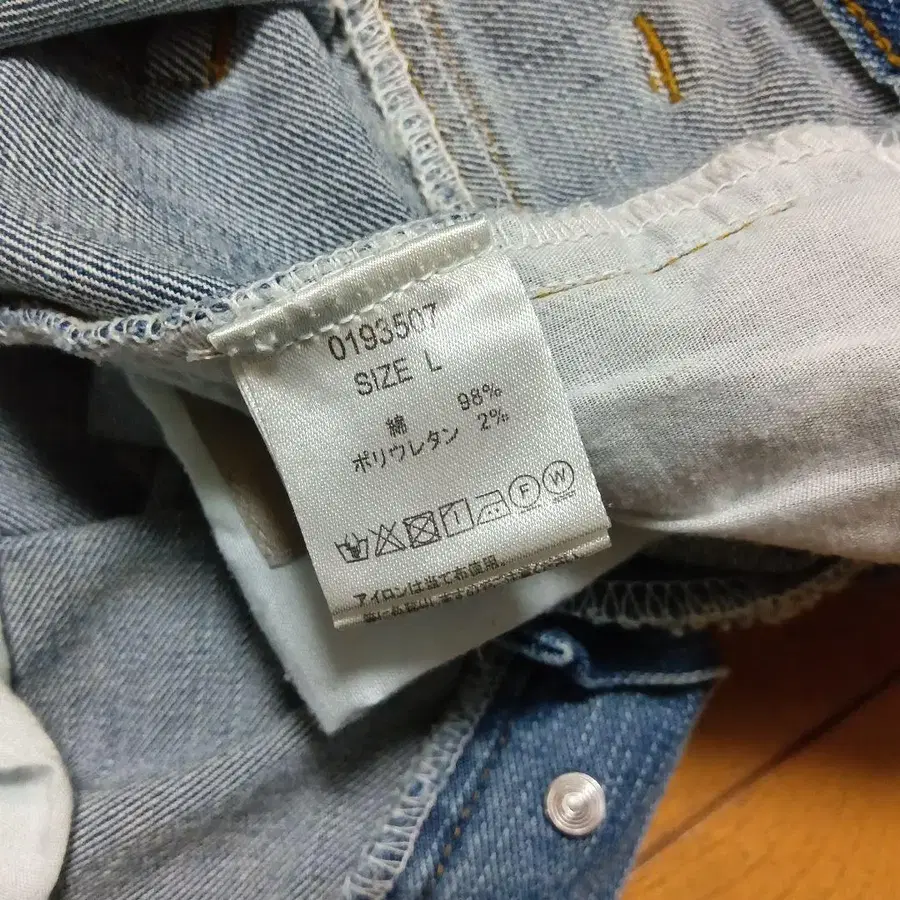 0193507
SIZE L
綿 98%
ポリウレタン 2%
F W
アイロンは当て布使用。